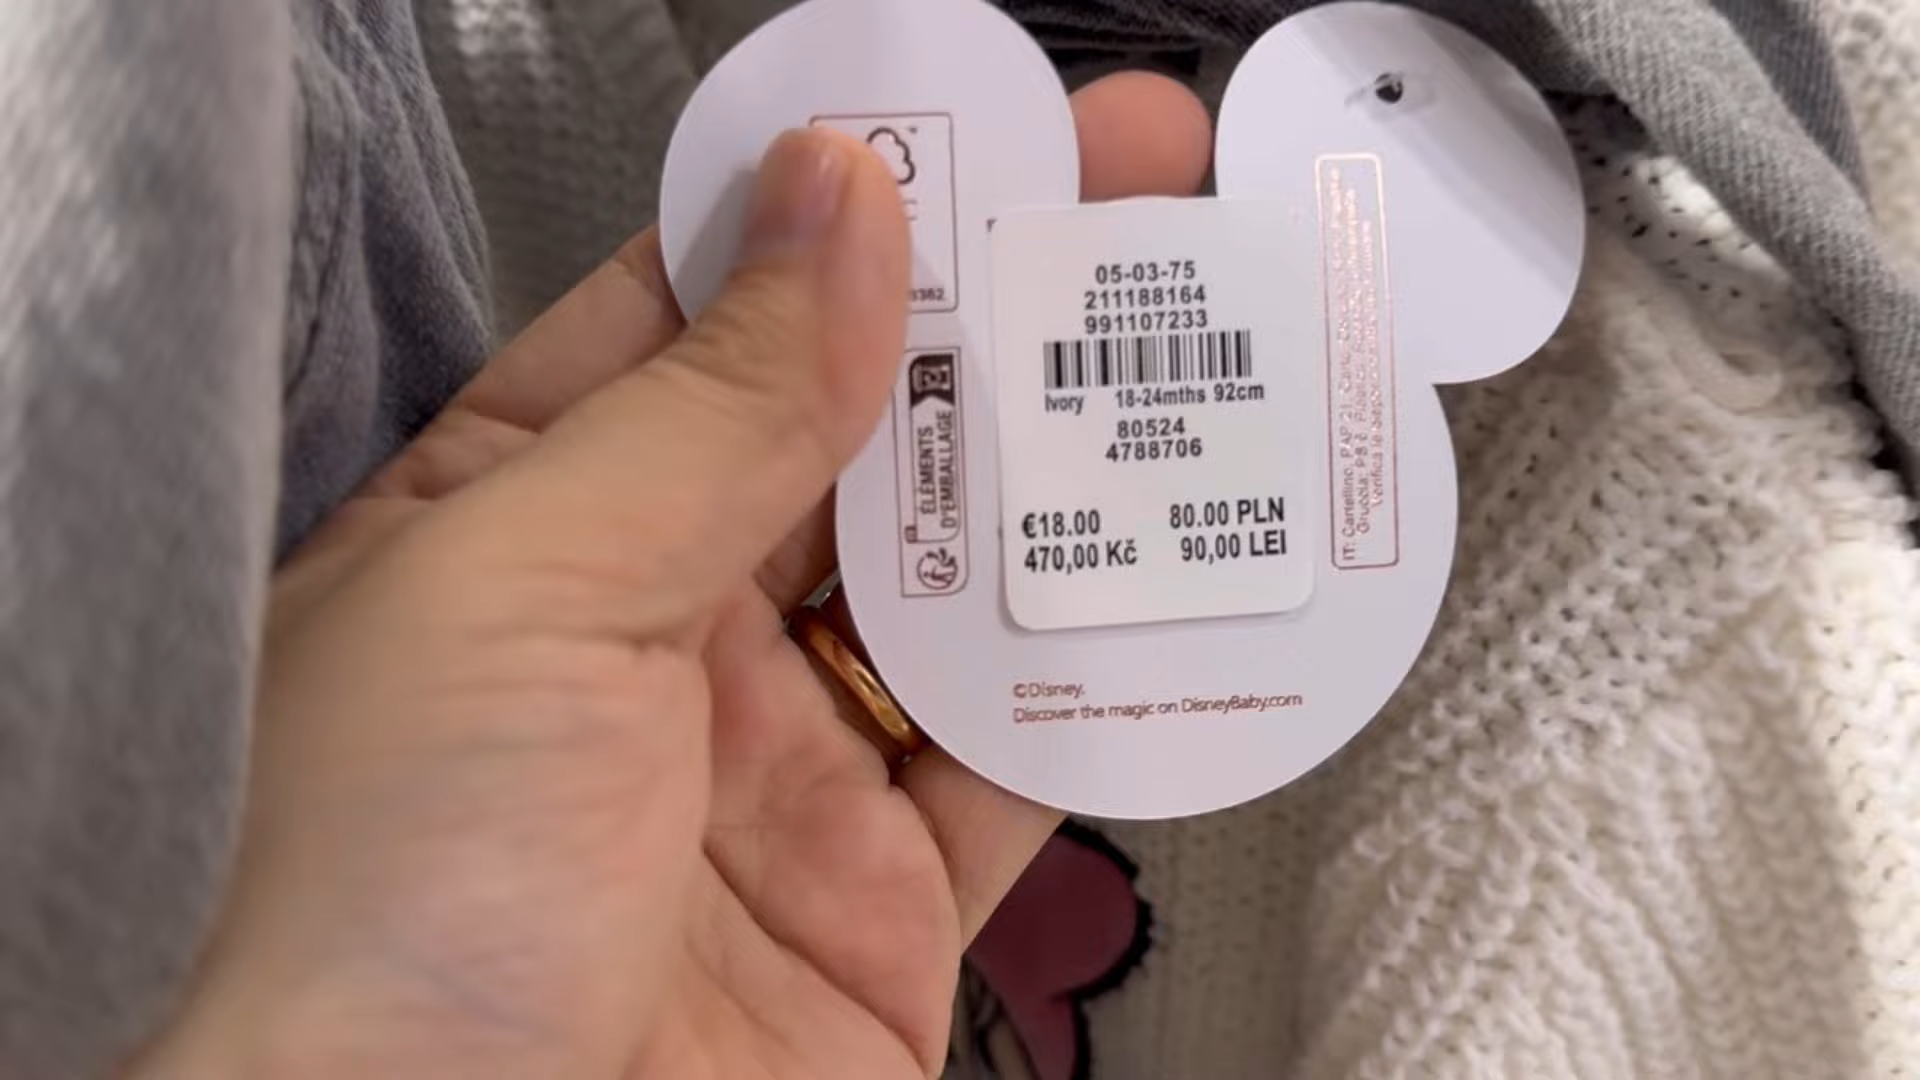 05-03-75
211188164
991107233
Ivory 18-24mths 92cm
80524
4788706
€18.00 80.00 PLN
470,00 Kč 90,00 LEI
ÉLÉMENTS
D'EMBALLAGE
©Disney.
Discover the magic on DisneyBaby.com